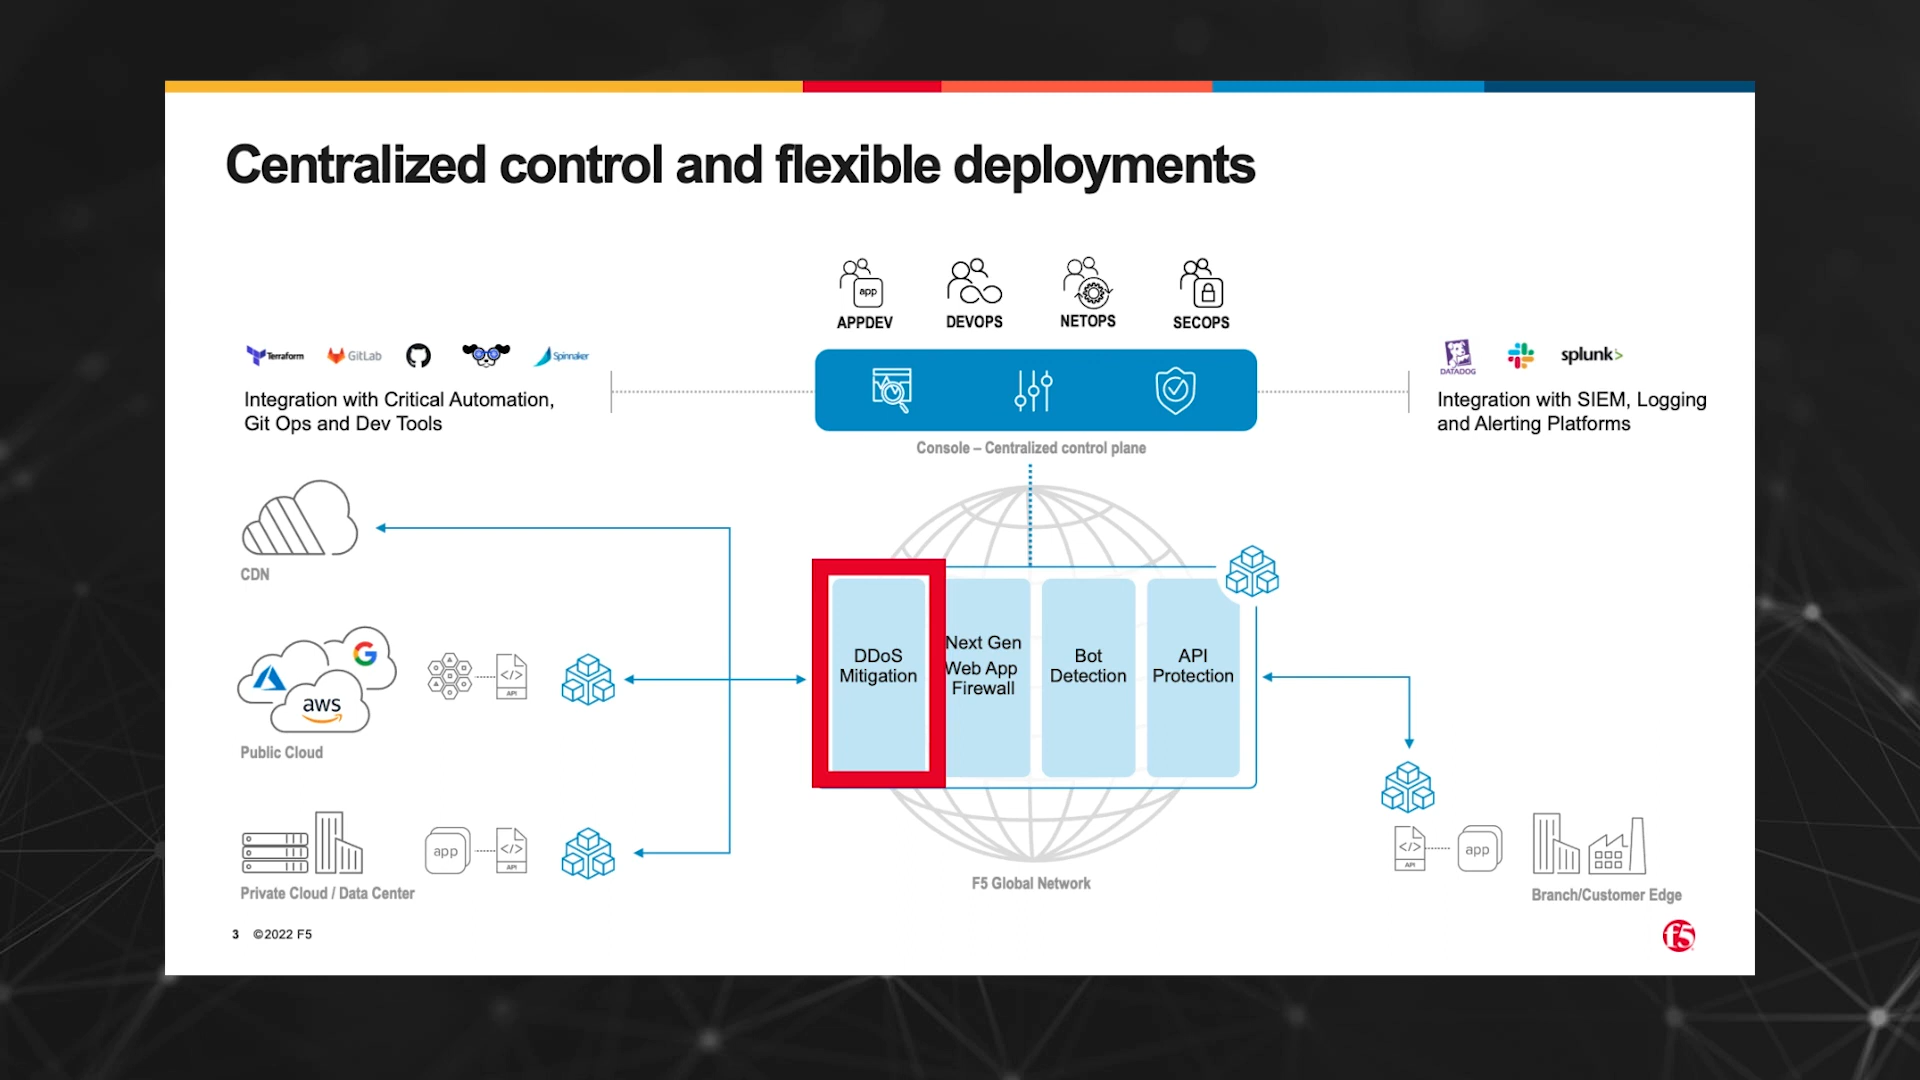 Centralized control and flexible deployments
app
APPDEV
DEVOPS
NETOPS
SECOPS
Terraform
GitLab
Spinnaker
Integration with Critical Automation,
Git Ops and Dev Tools
DATADOG
splunk>
Integration with SIEM, Logging
and Alerting Platforms
Console – Centralized control plane
CDN
aws
Public Cloud
</>
API
DDoS
Mitigation
Next Gen
Web App
Firewall
Bot
Detection
API
Protection
app
</>
API
Private Cloud / Data Center
F5 Global Network
</>
API
app
Branch/Customer Edge
3 ©2022 F5
f5